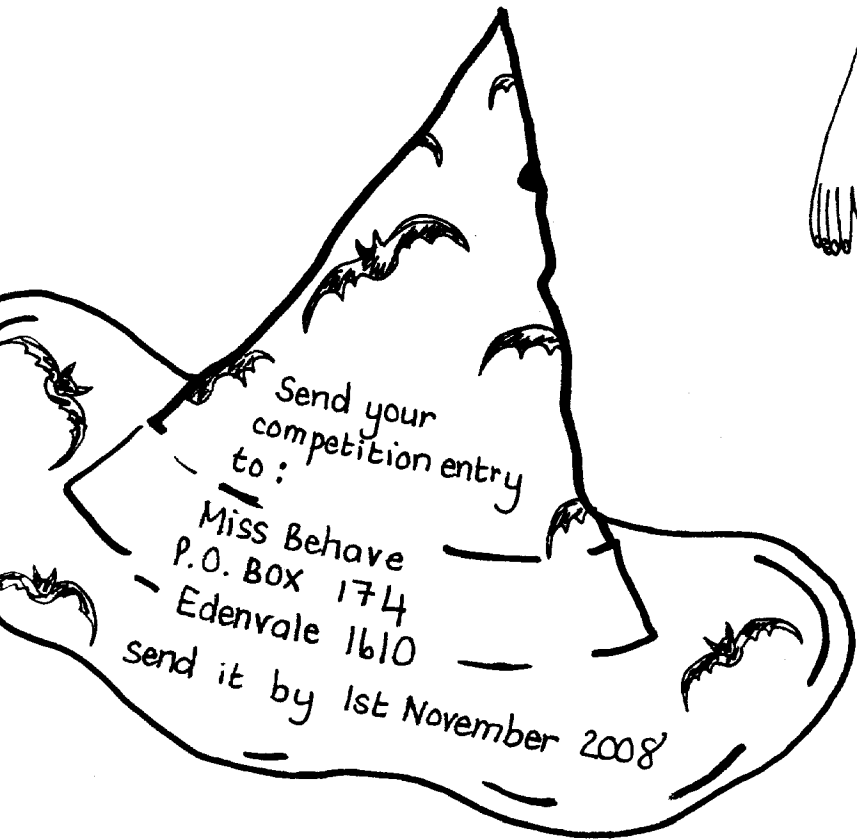 Send your
competition entry
to:
Miss Behave
P.O. BOX 174
Edenvale 1610
send it by 1st November 2008